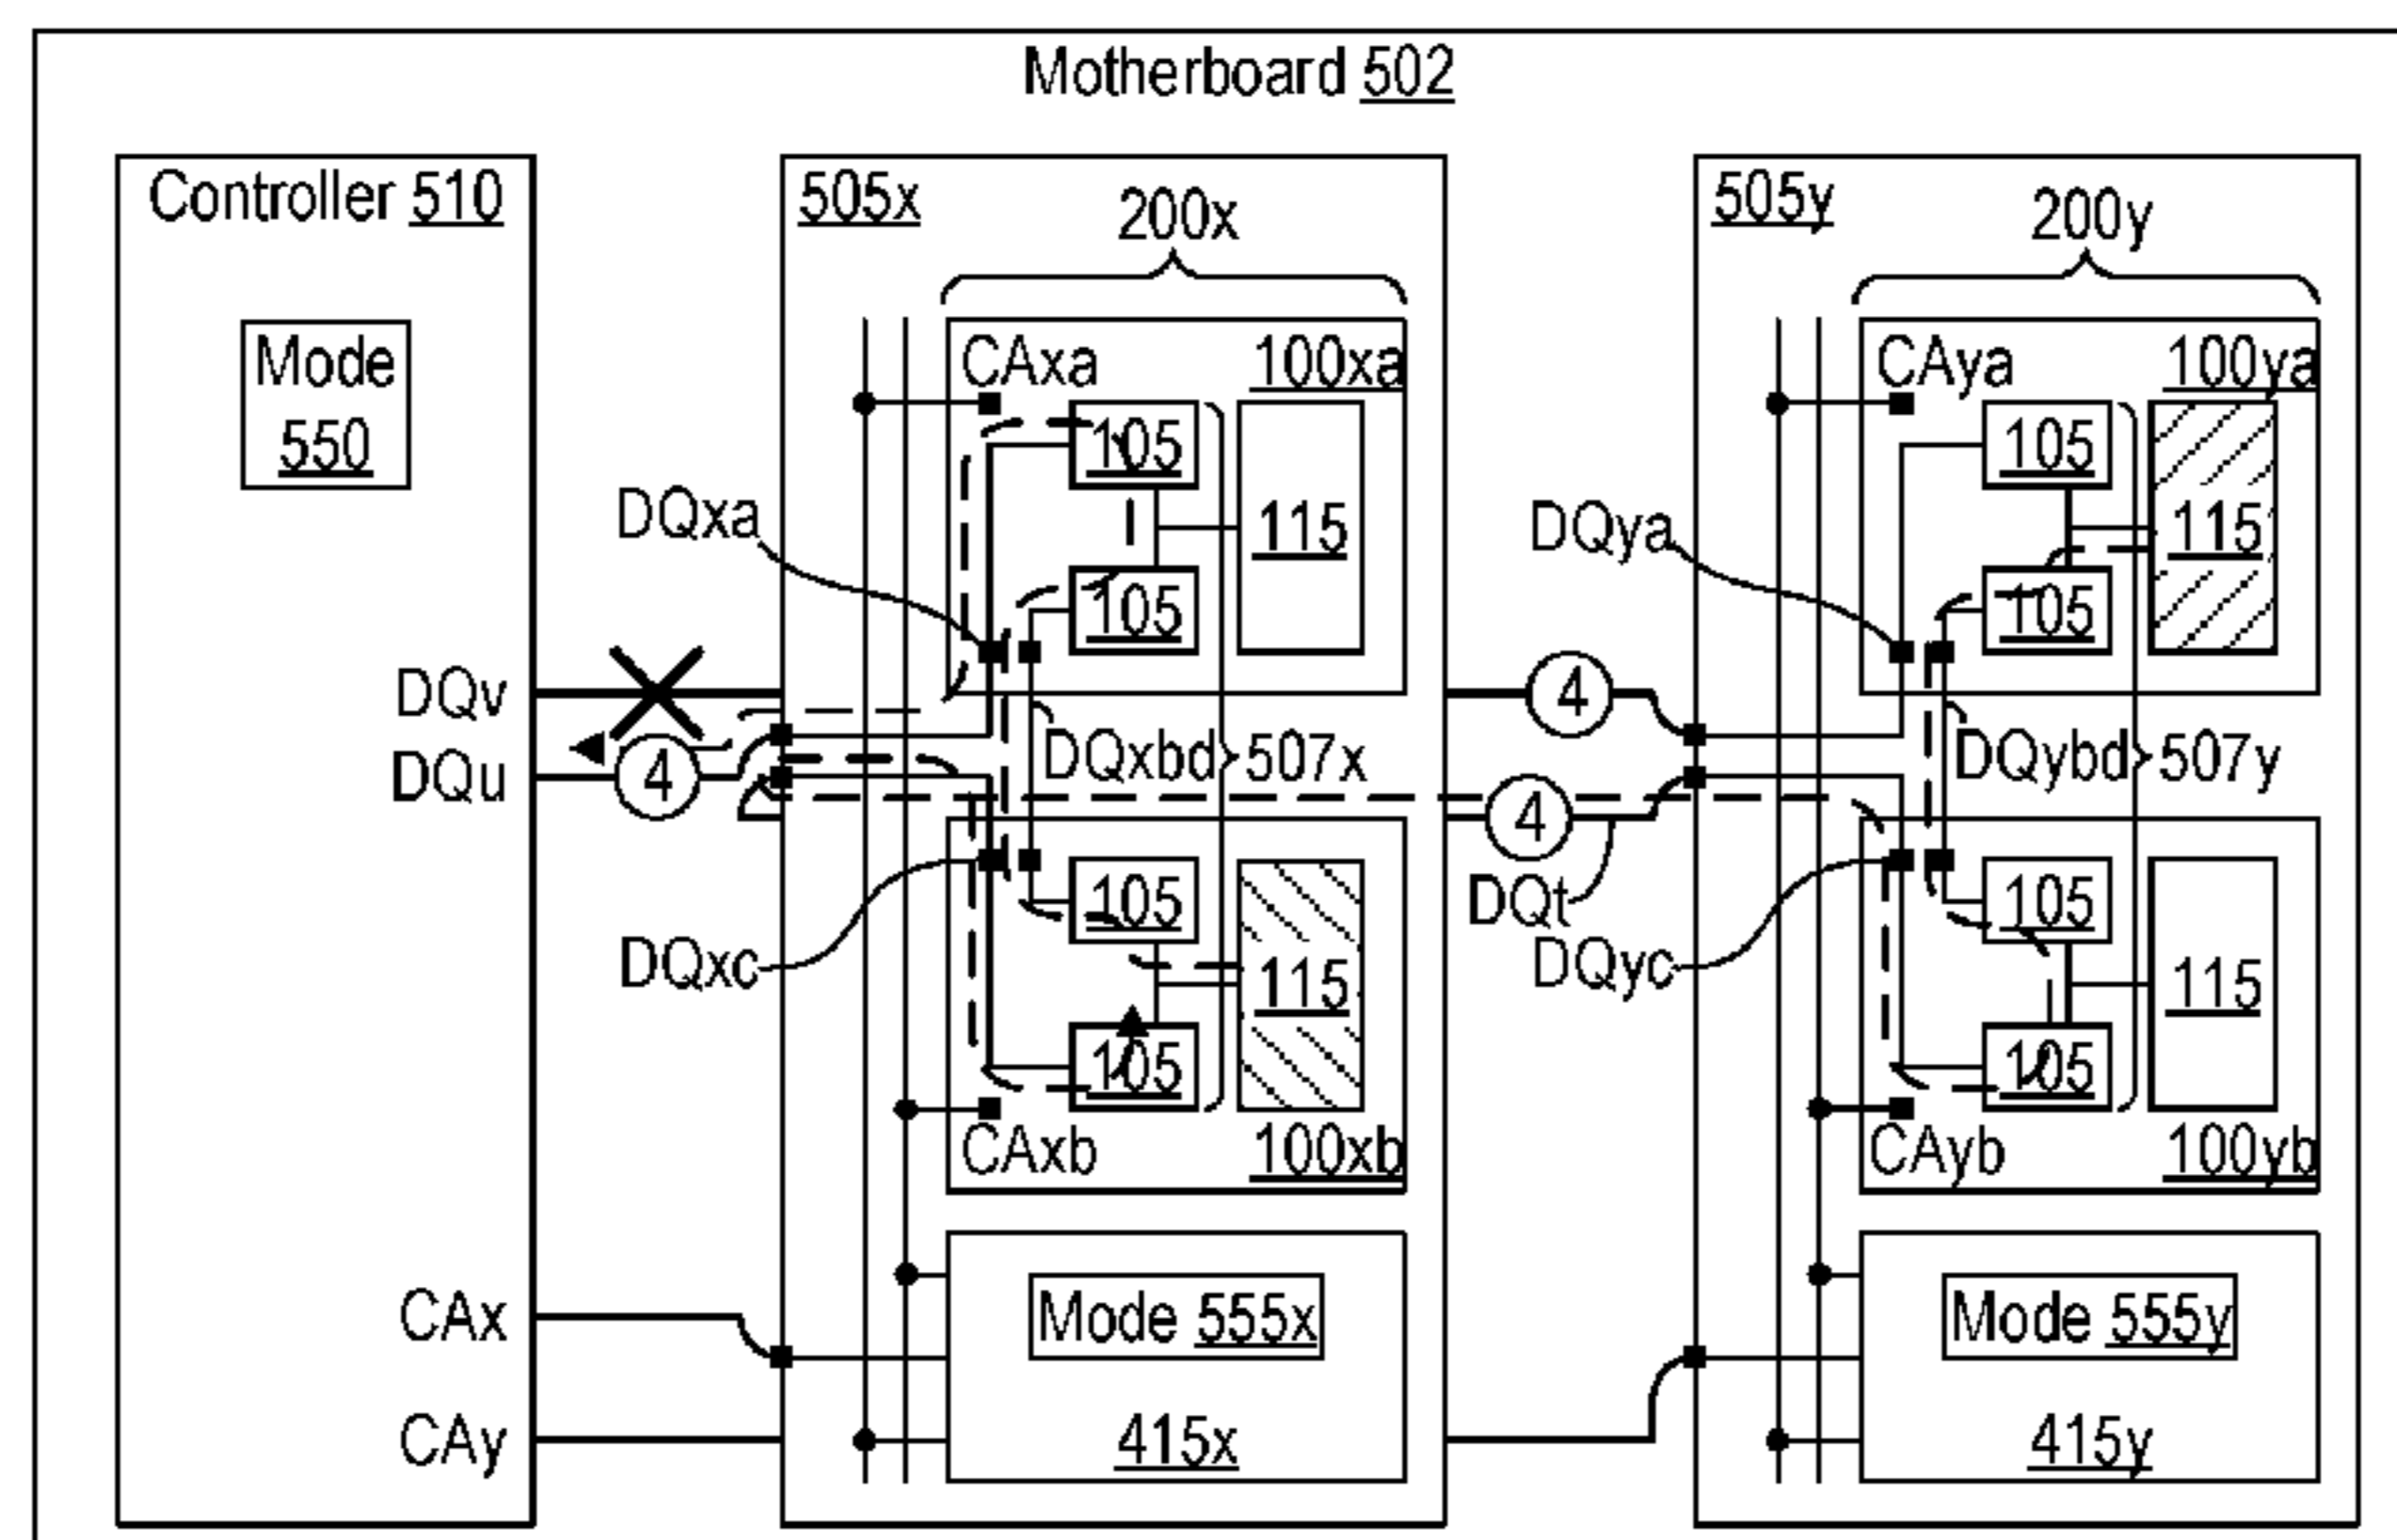 Motherboard 502
Controller 510
Mode
550
505x
200x
505y
200y
CAxa
100xa
105
115
105
DQxa
CAya
100ya
105
115
105
DQya
DQv
DQu
4
4
4
DQxbd
507x
DQybd
507y
DQt
DQxc
105
115
105
CAxb
100xb
DQyc
105
115
105
CAyb
100yb
CAx
CAy
Mode 555x
415x
Mode 555y
415y